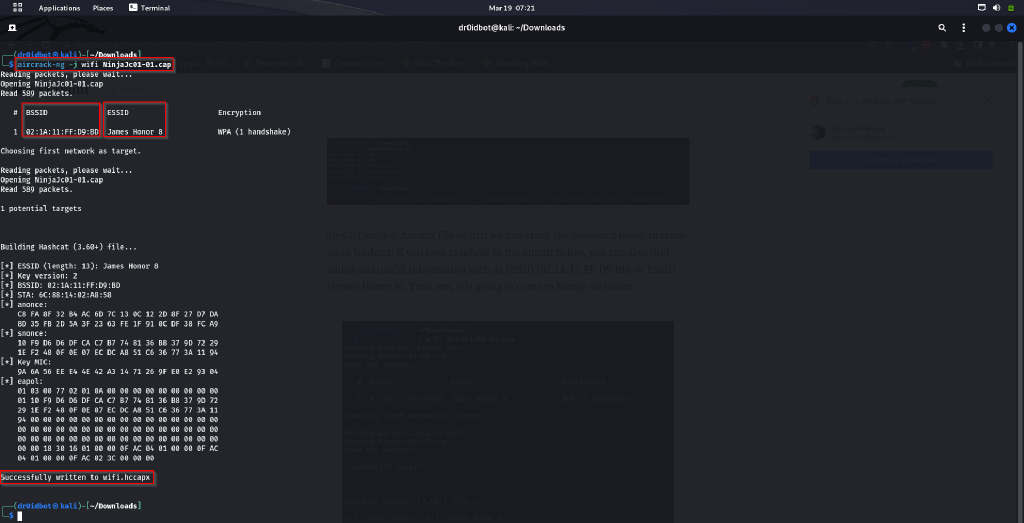 Applications Places Terminal Mar 19 07:21
dr0idbot@kali: ~/Downloads
(dr0idbot㉿kali)-[~/Downloads]
$ aircrack-ng -j wifi NinjaJc01-01.cap
Reading packets, please wait...
Opening NinjaJc01-01.cap
Read 589 packets.
# BSSID ESSID Encryption
1 02:1A:11:FF:D9:BD James Honor 8 WPA (1 handshake)
Choosing first network as target.
Reading packets, please wait...
Opening NinjaJc01-01.cap
Read 589 packets.
1 potential targets
Building Hashcat (3.60+) file...
[*] ESSID (length: 13): James Honor 8
[*] Key version: 2
[*] BSSID: 02:1A:11:FF:D9:BD
[*] STA: 6C:88:14:02:A8:58
[*] anonce:
C8 FA 8F 32 B4 AC 6D 7C 13 0C 12 2D 8F 27 D7 DA
BD 35 FB 2D 5A 3F 23 63 FE 1F 91 0C DF 38 FC A9
[*] snonce:
10 F9 D6 D6 DF CA C7 B7 74 81 36 B8 37 9D 72 29
1E F2 48 0F 0E 07 EC DC A8 51 C6 36 77 3A 11 94
[*] Key MIC:
9A 6A 56 EE E4 4E 42 A3 14 71 26 9F E0 E2 93 04
[*] eapol:
01 03 00 77 02 01 0A 00 00 00 00 00 00 00 00 00
01 10 F9 D6 D6 DF CA C7 B7 74 81 36 B8 37 9D 72
29 1E F2 48 0F 0E 07 EC DC A8 51 C6 36 77 3A 11
94 00 00 00 00 00 00 00 00 00 00 00 00 00 00 00
00 00 00 00 00 00 00 00 00 00 00 00 00 00 00 00
00 00 00 00 00 00 00 00 00 00 00 00 00 00 00 00
00 00 18 30 16 01 00 00 0F AC 04 01 00 00 0F AC
04 01 00 00 0F AC 02 3C 00 00 00
Successfully written to wifi.hccapx
(dr0idbot㉿kali)-[~/Downloads]
$